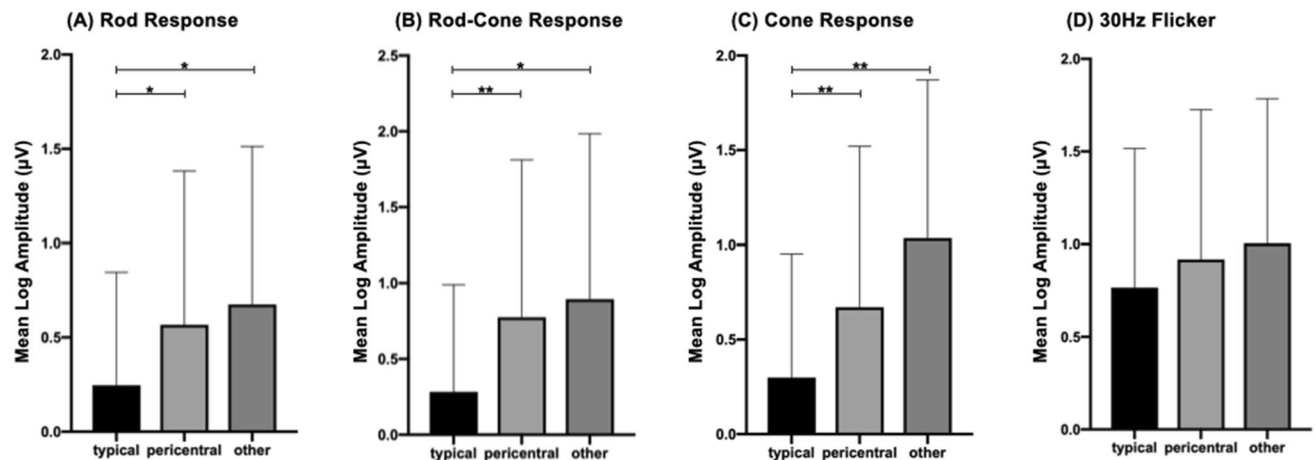 (A) Rod Response
Mean Log Amplitude (µV)
2.0
1.5
1.0
0.5
0.0
*
*
typical pericentral other
(B) Rod-Cone Response
Mean Log Amplitude (µV)
2.5
2.0
1.5
1.0
0.5
0.0
*
**
typical pericentral other
(C) Cone Response
Mean Log Amplitude (µV)
2.0
1.5
1.0
0.5
0.0
**
**
typical pericentral other
(D) 30Hz Flicker
Mean Log Amplitude (µV)
2.0
1.5
1.0
0.5
0.0
typical pericentral other